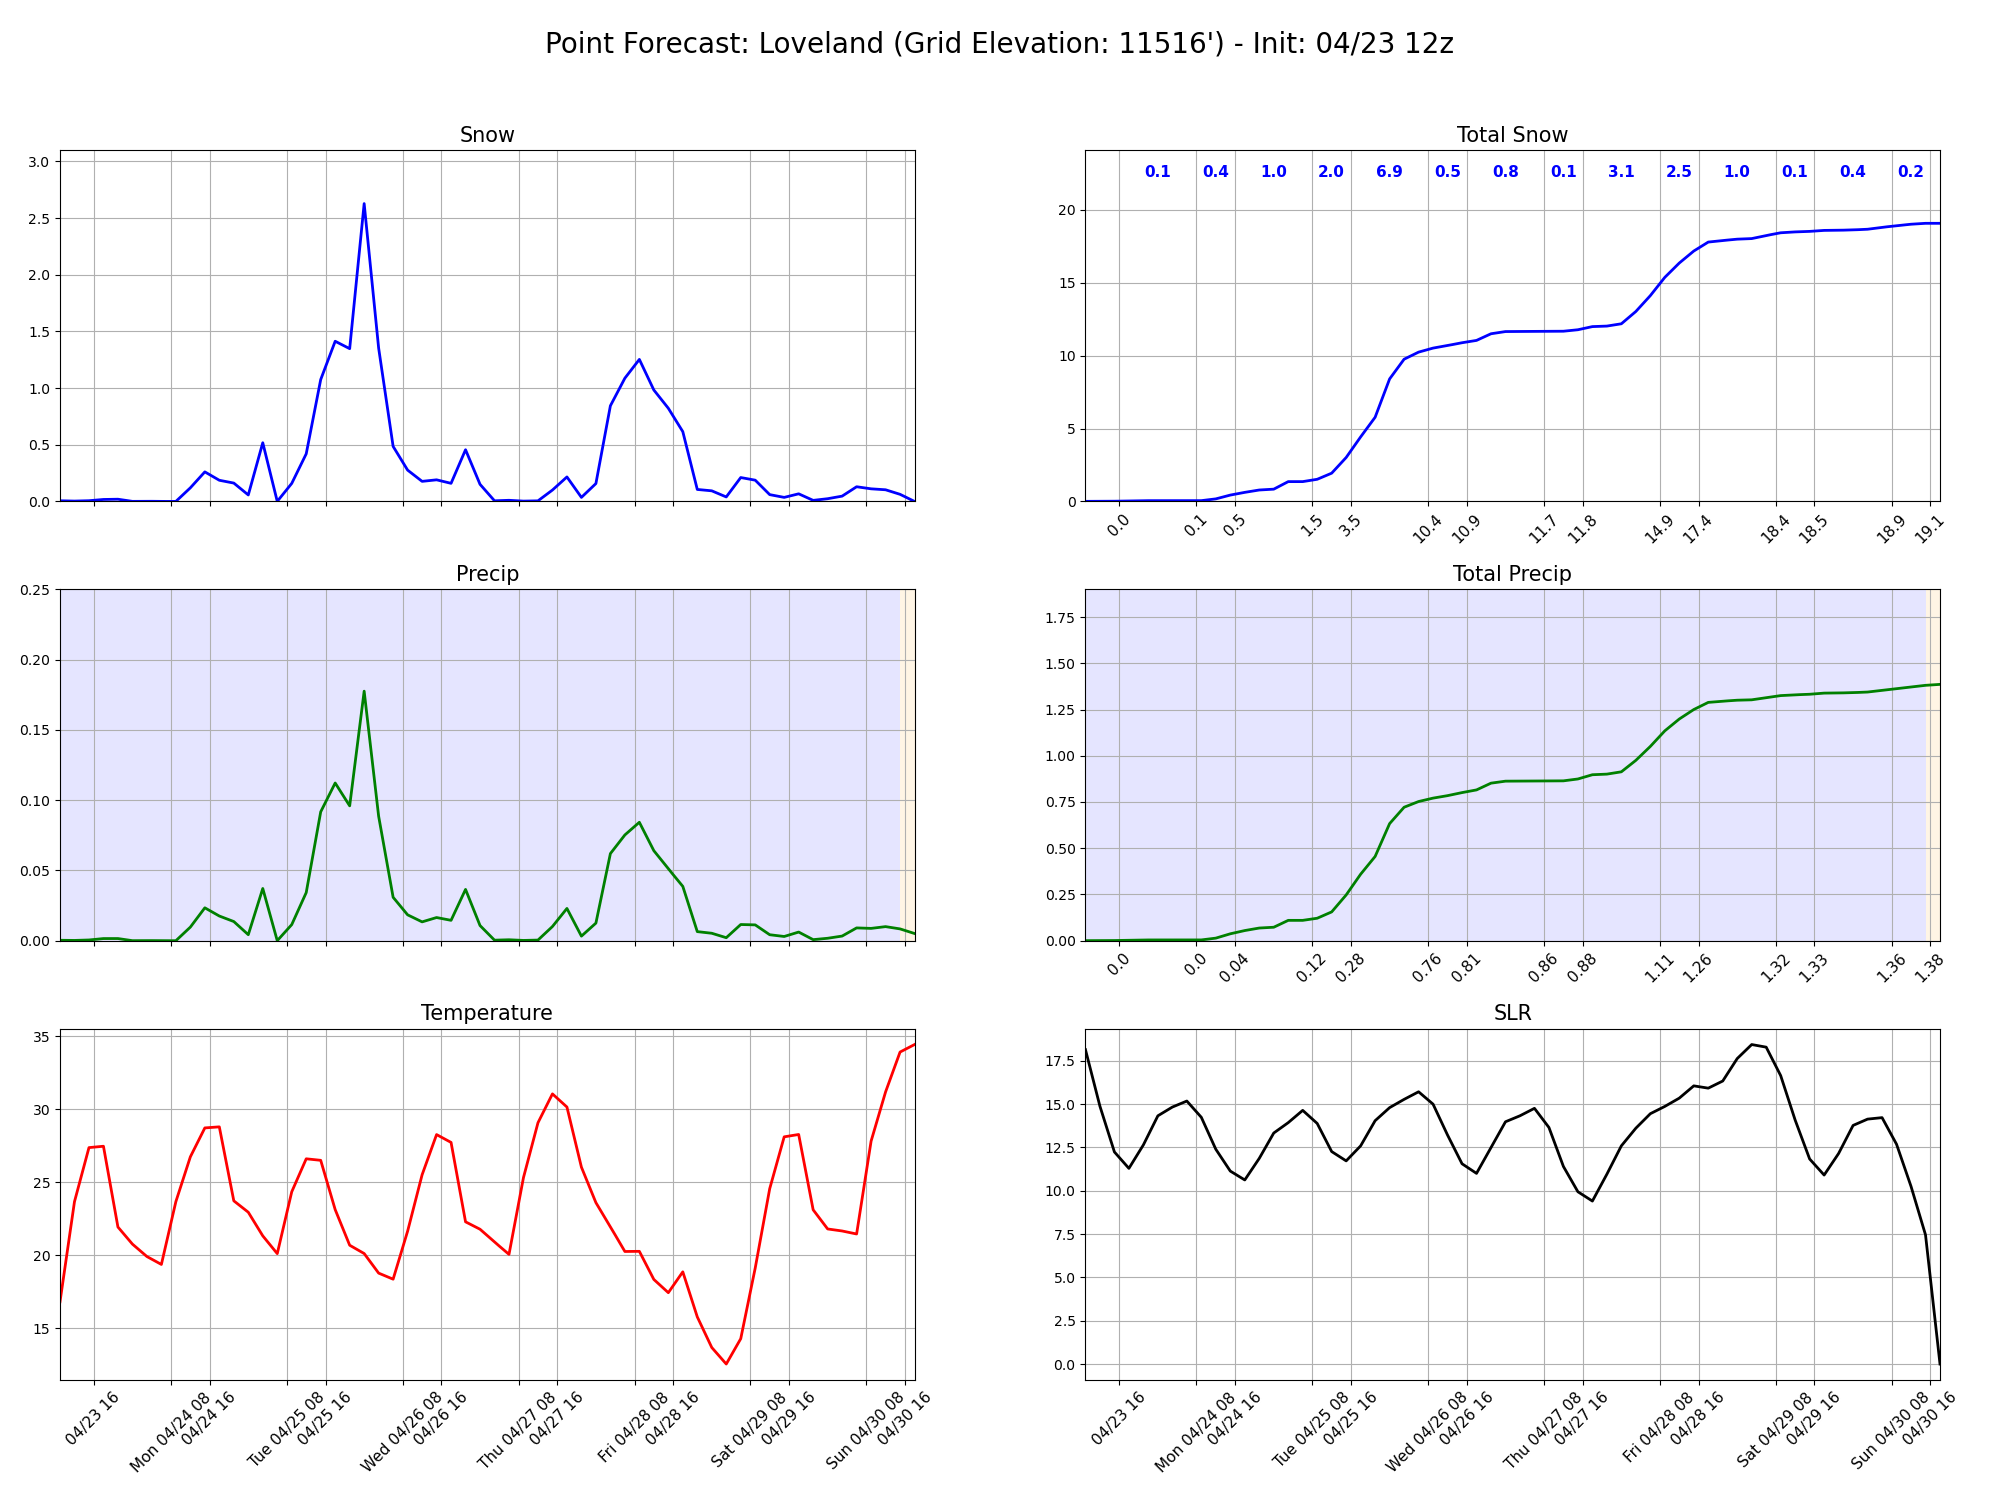 Point Forecast: Loveland (Grid Elevation: 11516') - Init: 04/23 12z
Snow
3.0
2.5
2.0
1.5
1.0
0.5
0.0
Total Snow
0.1 0.4 1.0 2.0 6.9 0.5 0.8 0.1 3.1 2.5 1.0 0.1 0.4 0.2
20
15
10
5
0
0.0 0.1 0.5 1.5 3.5 10.4 10.9 11.7 11.8 14.9 17.4 18.4 18.5 18.9 19.1
Precip
0.25
0.20
0.15
0.10
0.05
0.00
Total Precip
1.75
1.50
1.25
1.00
0.75
0.50
0.25
0.00
0.0 0.0 0.04 0.12 0.28 0.76 0.81 0.86 0.88 1.11 1.26 1.32 1.33 1.36 1.38
Temperature
35
30
25
20
15
04/23 16
Mon 04/24 08
04/24 16
Tue 04/25 08
04/25 16
Wed 04/26 08
04/26 16
Thu 04/27 08
04/27 16
Fri 04/28 08
04/28 16
Sat 04/29 08
04/29 16
Sun 04/30 08
04/30 16
SLR
17.5
15.0
12.5
10.0
7.5
5.0
2.5
0.0
04/23 16
Mon 04/24 08
04/24 16
Tue 04/25 08
04/25 16
Wed 04/26 08
04/26 16
Thu 04/27 08
04/27 16
Fri 04/28 08
04/28 16
Sat 04/29 08
04/29 16
Sun 04/30 08
04/30 16